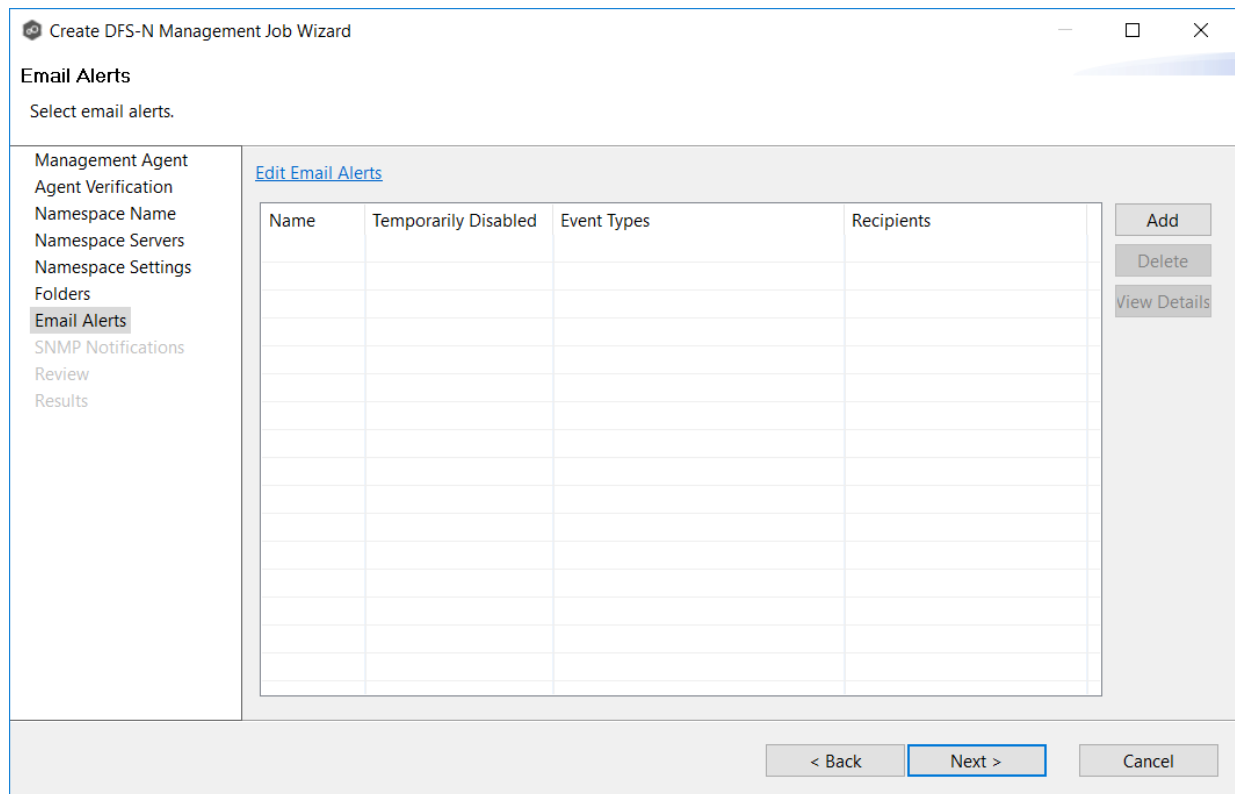 Create DFS-N Management Job Wizard
Email Alerts
Select email alerts.
Management Agent
Agent Verification
Namespace Name
Namespace Servers
Namespace Settings
Folders
Email Alerts
SNMP Notifications
Review
Results
Edit Email Alerts
Name Temporarily Disabled Event Types Recipients
Add
Delete
View Details
< Back Next > Cancel